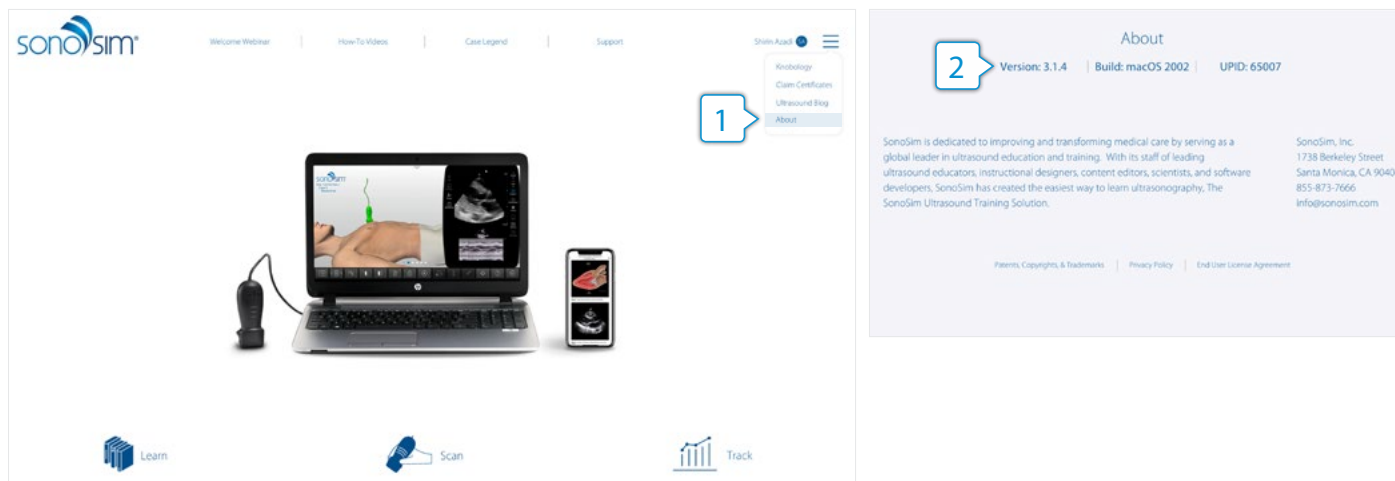 sonosim®
Welcome Webinar | How-To Videos | Case Legend | Support
Shirin Azadi
Knobology
Claim Certificates
Ultrasound Blog
About
1
sonosim
Learn
Scan
Track
About
2
Version: 3.1.4 | Build: macOS 2002 | UPID: 65007
SonoSim is dedicated to improving and transforming medical care by serving as a
global leader in ultrasound education and training. With its staff of leading
ultrasound educators, instructional designers, content editors, scientists, and software
developers, SonoSim has created the easiest way to learn ultrasonography, The
SonoSim Ultrasound Training Solution.
SonoSim, Inc.
1738 Berkeley Street
Santa Monica, CA 9040
855-873-7666
info@sonosim.com
Patents, Copyrights, & Trademarks | Privacy Policy | End User License Agreement